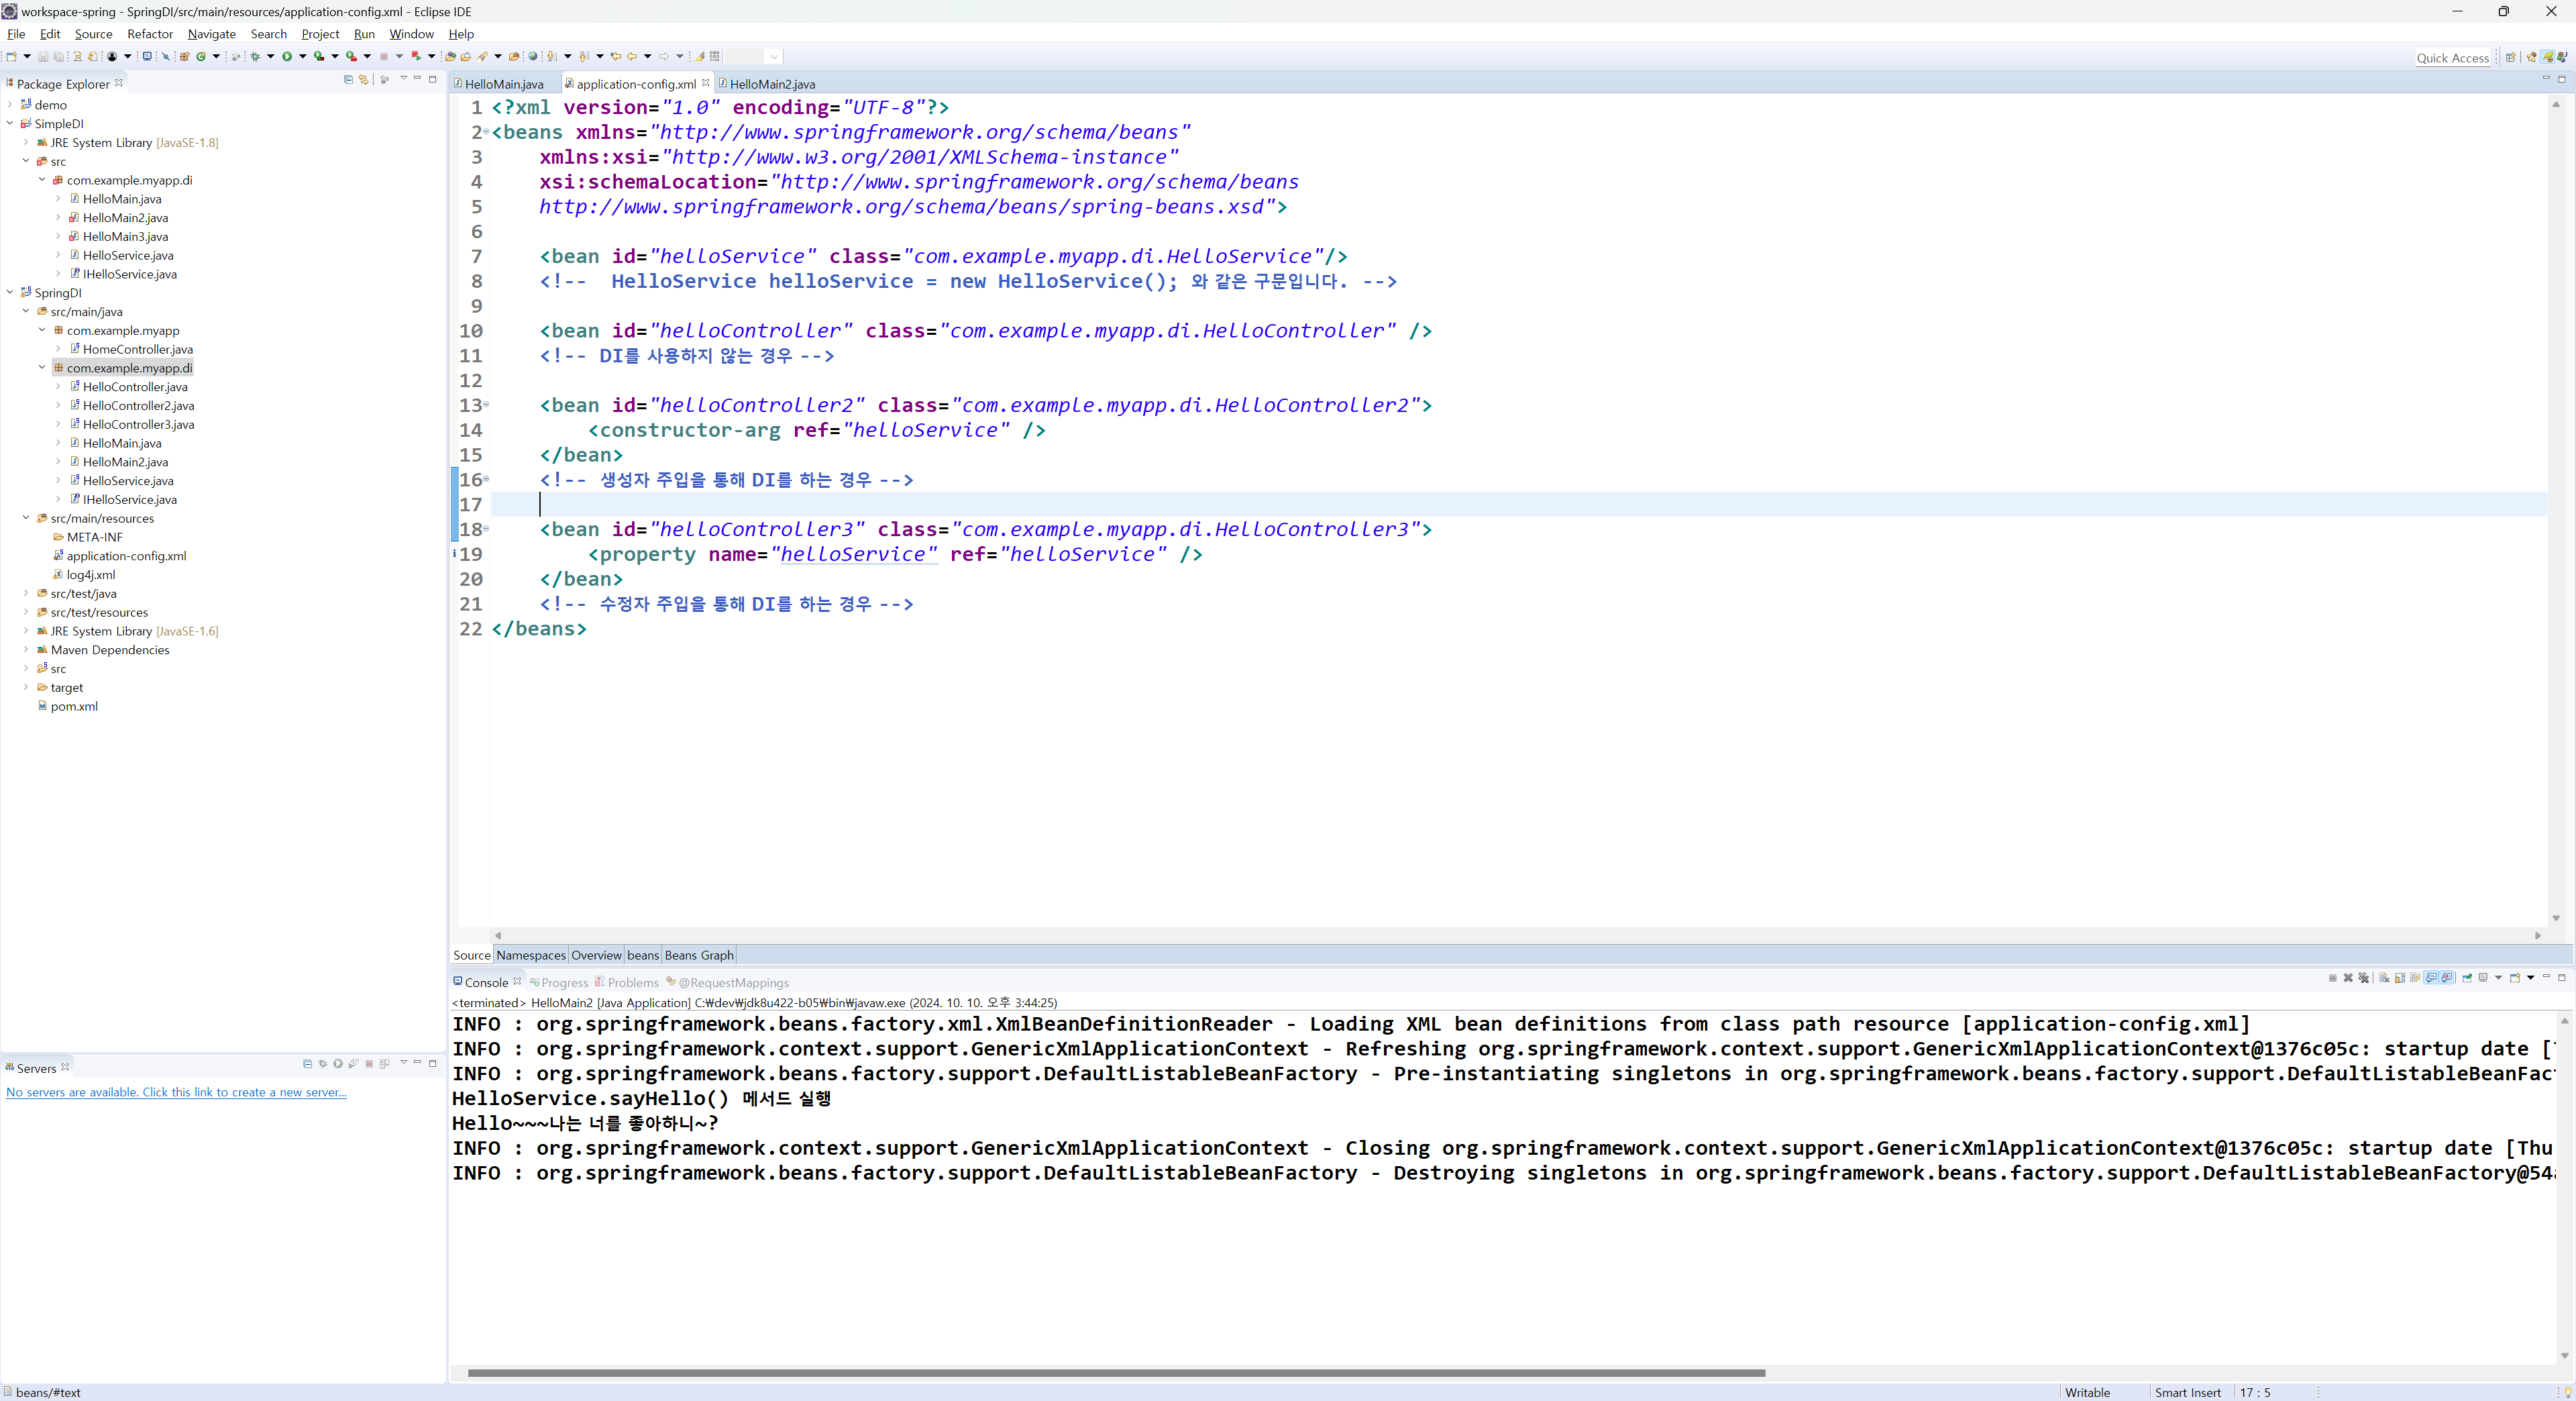 workspace-spring - SpringDI/src/main/resources/application-config.xml - Eclipse IDE
File Edit Source Refactor Navigate Search Project Run Window Help
Quick Access
Package Explorer
demo
SimpleDI
JRE System Library [JavaSE-1.8]
src
com.example.myapp.di
HelloMain.java
HelloMain2.java
HelloMain3.java
HelloService.java
IHelloService.java
SpringDI
src/main/java
com.example.myapp
HomeController.java
com.example.myapp.di
HelloController.java
HelloController2.java
HelloController3.java
HelloMain.java
HelloMain2.java
HelloService.java
IHelloService.java
src/main/resources
META-INF
application-config.xml
log4j.xml
src/test/java
src/test/resources
JRE System Library [JavaSE-1.6]
Maven Dependencies
src
target
pom.xml
Servers
No servers are available. Click this link to create a new server...
HelloMain.java application-config.xml HelloMain2.java
1 <?xml version="1.0" encoding="UTF-8"?>
2 <beans xmlns="http://www.springframework.org/schema/beans"
3 xmlns:xsi="http://www.w3.org/2001/XMLSchema-instance"
4 xsi:schemaLocation="http://www.springframework.org/schema/beans
5 http://www.springframework.org/schema/beans/spring-beans.xsd">
6
7 <bean id="helloService" class="com.example.myapp.di.HelloService"/>
8 <!-- HelloService helloService = new HelloService(); 와 같은 구문입니다. -->
9
10 <bean id="helloController" class="com.example.myapp.di.HelloController" />
11 <!-- DI를 사용하지 않는 경우 -->
12
13 <bean id="helloController2" class="com.example.myapp.di.HelloController2">
14 <constructor-arg ref="helloService" />
15 </bean>
16 <!-- 생성자 주입을 통해 DI를 하는 경우 -->
17
18 <bean id="helloController3" class="com.example.myapp.di.HelloController3">
19 <property name="helloService" ref="helloService" />
20 </bean>
21 <!-- 수정자 주입을 통해 DI를 하는 경우 -->
22 </beans>
Source Namespaces Overview beans Beans Graph
Console Progress Problems @RequestMappings
<terminated> HelloMain2 [Java Application] C:₩dev₩jdk8u422-b05₩bin₩javaw.exe (2024. 10. 10. 오후 3:44:25)
INFO : org.springframework.beans.factory.xml.XmlBeanDefinitionReader - Loading XML bean definitions from class path resource [application-config.xml]
INFO : org.springframework.context.support.GenericXmlApplicationContext - Refreshing org.springframework.context.support.GenericXmlApplicationContext@1376c05c: startup date [
INFO : org.springframework.beans.factory.support.DefaultListableBeanFactory - Pre-instantiating singletons in org.springframework.beans.factory.support.DefaultListableBeanFac
HelloService.sayHello() 메서드 실행
Hello~~~나는 너를 좋아하니~?
INFO : org.springframework.context.support.GenericXmlApplicationContext - Closing org.springframework.context.support.GenericXmlApplicationContext@1376c05c: startup date [Thu
INFO : org.springframework.beans.factory.support.DefaultListableBeanFactory - Destroying singletons in org.springframework.beans.factory.support.DefaultListableBeanFactory@54
beans/#text Writable Smart Insert 17 : 5